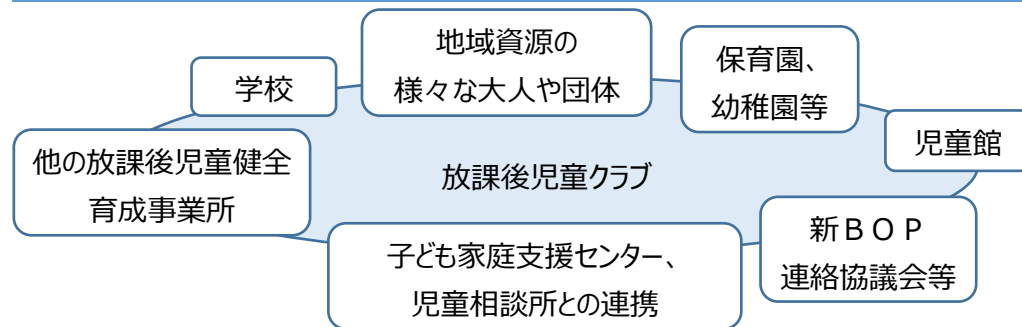 地域資源の
様々な大人や団体
保育園、
幼稚園等
学校
児童館
他の放課後児童健全
育成事業所
放課後児童クラブ
新ＢＯＰ
連絡協議会等
子ども家庭支援センター、
児童相談所との連携